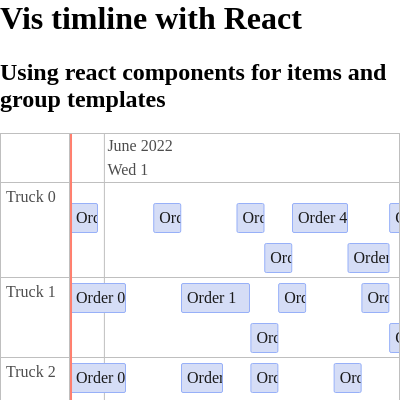 Vis timline with React
Using react components for items and
group templates
June 2022
Wed 1
Truck 0
Ord Ord Ord Order 4
Ord Order
Truck 1
Order 0 Order 1 Ord Ord
Ord
Truck 2
Order 0 Order Ord Ord